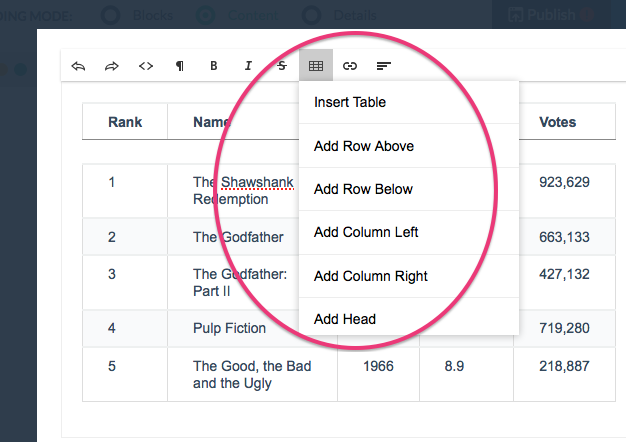 DING MODE:
Blocks
Content
Details
Publish
B
I
S
Rank
Name
Votes
Insert Table
Add Row Above
Add Row Below
Add Column Left
Add Column Right
Add Head
1
The Shawshank
Redemption
923,629
2
The Godfather
663,133
3
The Godfather:
Part II
427,132
4
Pulp Fiction
719,280
5
The Good, the Bad
and the Ugly
1966
8.9
218,887